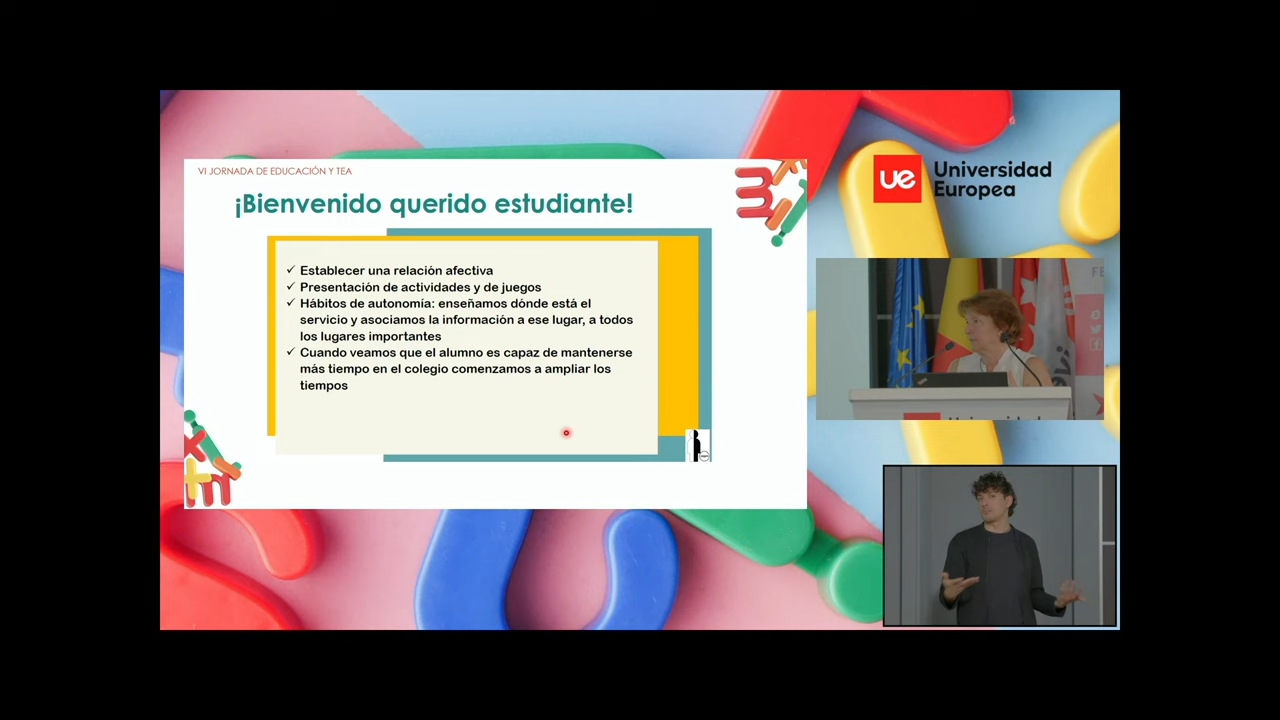 VI JORNADA DE EDUCACIÓN Y TEA
¡Bienvenido querido estudiante!
✓ Establecer una relación afectiva
✓ Presentación de actividades y de juegos
✓ Hábitos de autonomía: enseñamos dónde está el
servicio y asociamos la información a ese lugar, a todos
los lugares importantes
✓ Cuando veamos que el alumno es capaz de mantenerse
más tiempo en el colegio comenzamos a ampliar los
tiempos
ue Universidad
Europea
FE